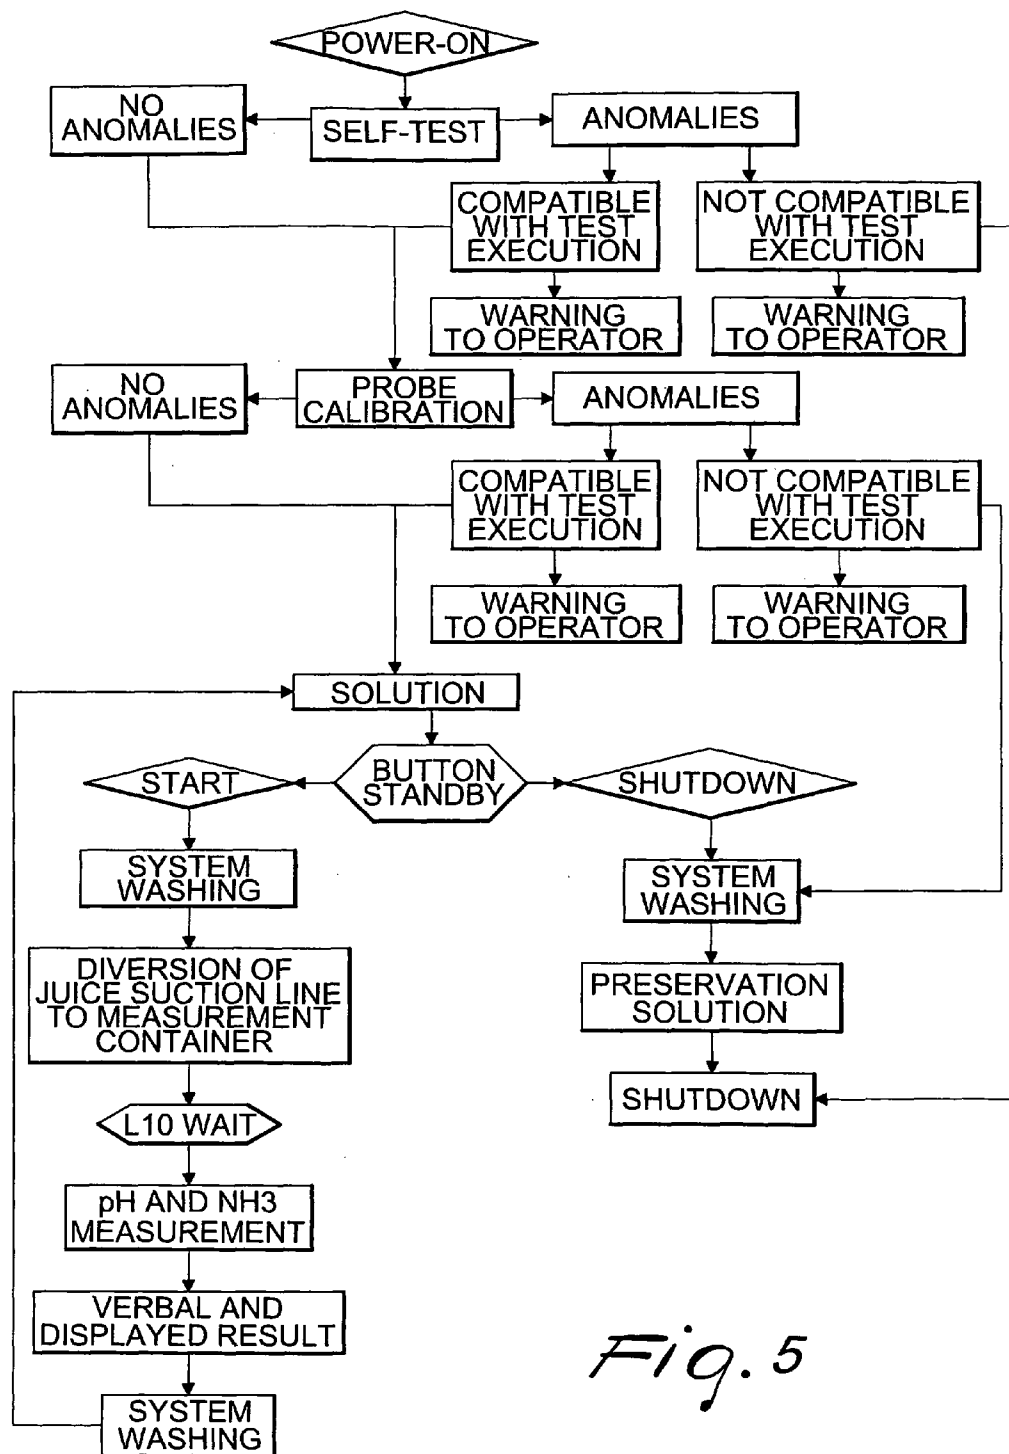 POWER-ON
NO
ANOMALIES
SELF-TEST
ANOMALIES
COMPATIBLE
WITH TEST
EXECUTION
NOT COMPATIBLE
WITH TEST
EXECUTION
WARNING
TO OPERATOR
WARNING
TO OPERATOR
NO
ANOMALIES
PROBE
CALIBRATION
ANOMALIES
COMPATIBLE
WITH TEST
EXECUTION
NOT COMPATIBLE
WITH TEST
EXECUTION
WARNING
TO OPERATOR
WARNING
TO OPERATOR
SOLUTION
START
BUTTON
STANDBY
SHUTDOWN
SYSTEM
WASHING
SYSTEM
WASHING
DIVERSION OF
JUICE SUCTION LINE
TO MEASUREMENT
CONTAINER
PRESERVATION
SOLUTION
L10 WAIT
SHUTDOWN
pH AND NH3
MEASUREMENT
VERBAL AND
DISPLAYED RESULT
SYSTEM
WASHING
Fig. 5